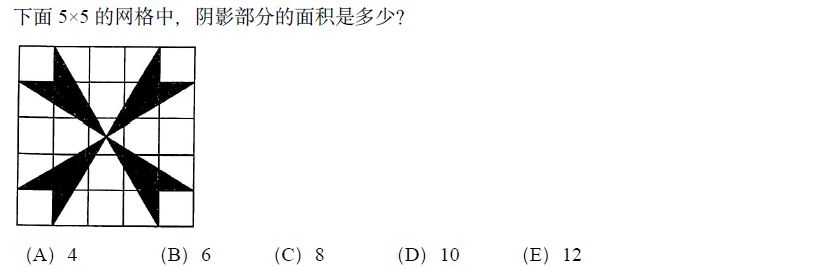 下面 5×5 的网格中，阴影部分的面积是多少？
（A）4 （B）6 （C）8 （D）10 （E）12